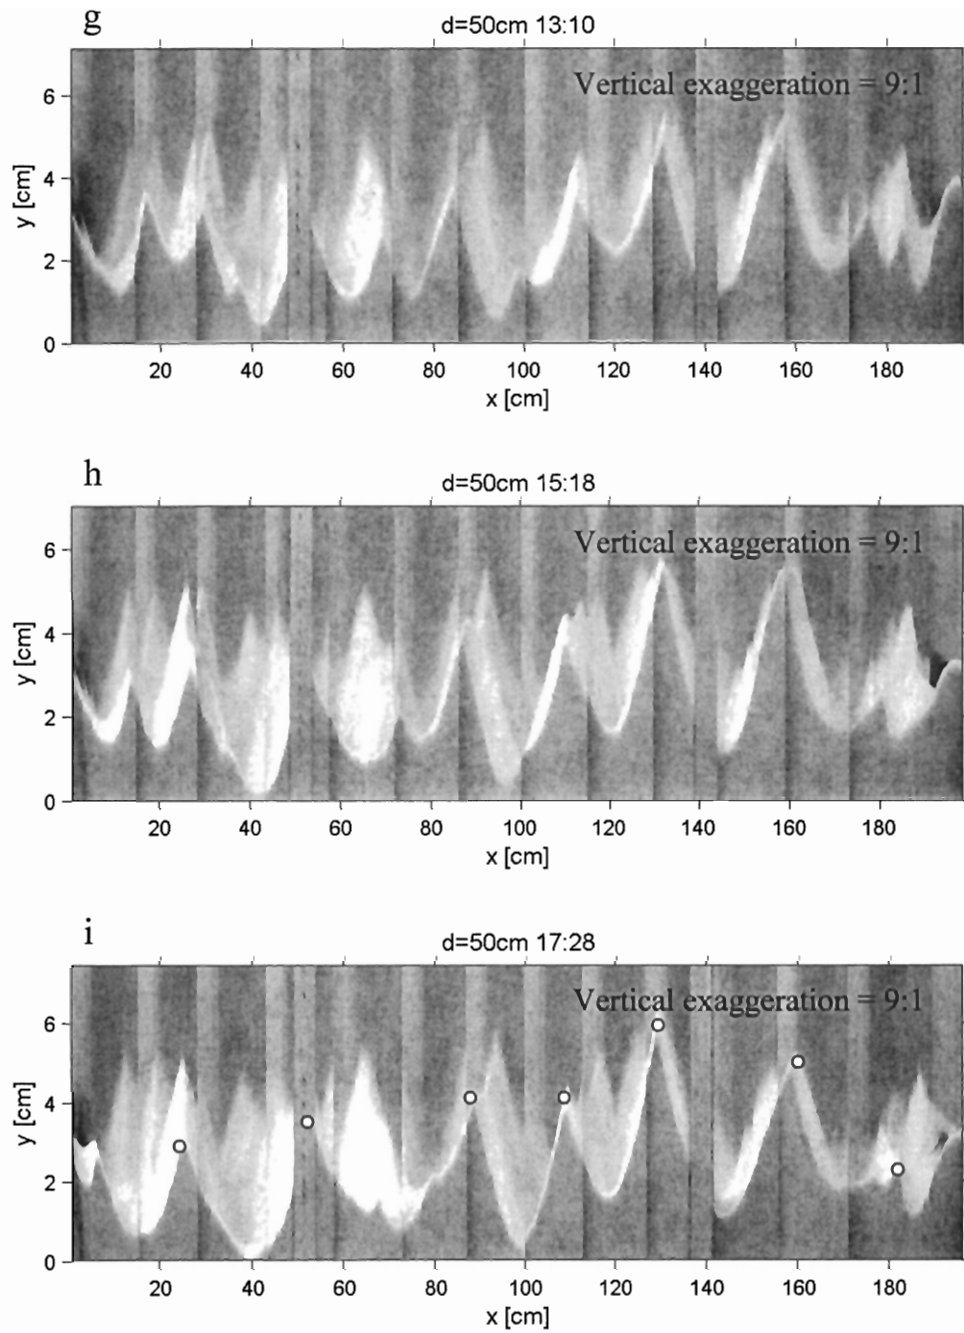 g
d=50cm 13:10
Vertical exaggeration = 9:1
6
4
2
0
y [cm]
20 40 60 80 100 120 140 160 180
x [cm]
h
d=50cm 15:18
Vertical exaggeration = 9:1
6
4
2
0
y [cm]
20 40 60 80 100 120 140 160 180
x [cm]
i
d=50cm 17:28
Vertical exaggeration = 9:1
6
4
2
0
y [cm]
20 40 60 80 100 120 140 160 180
x [cm]